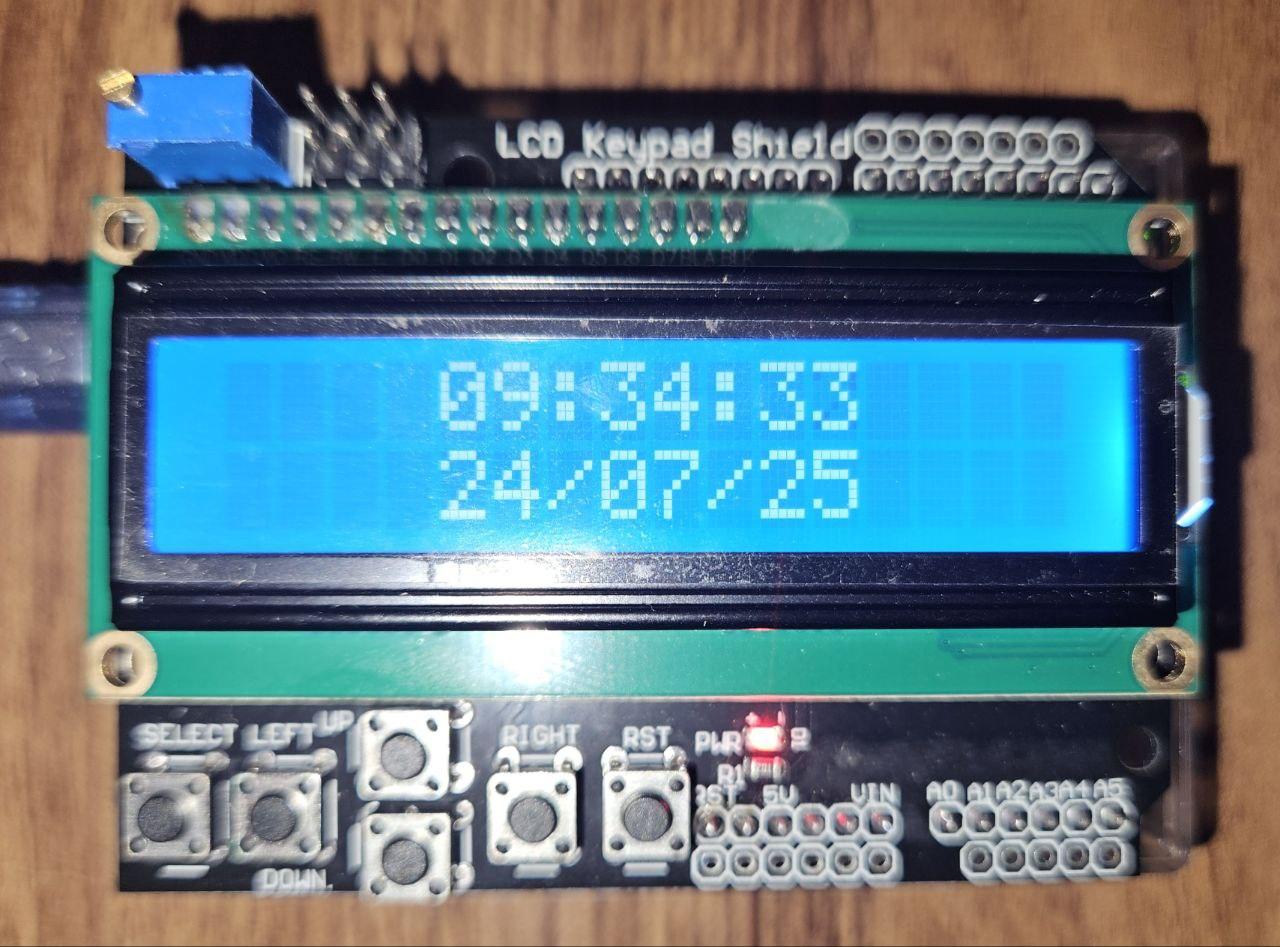 LCD Keypad Shield
09:34:33
24/07/25
SELECT LEFT UP
RIGHT
RST
PWR
R1
RST 5V VIN
A0 A1 A2 A3 A4 A5
DOWN